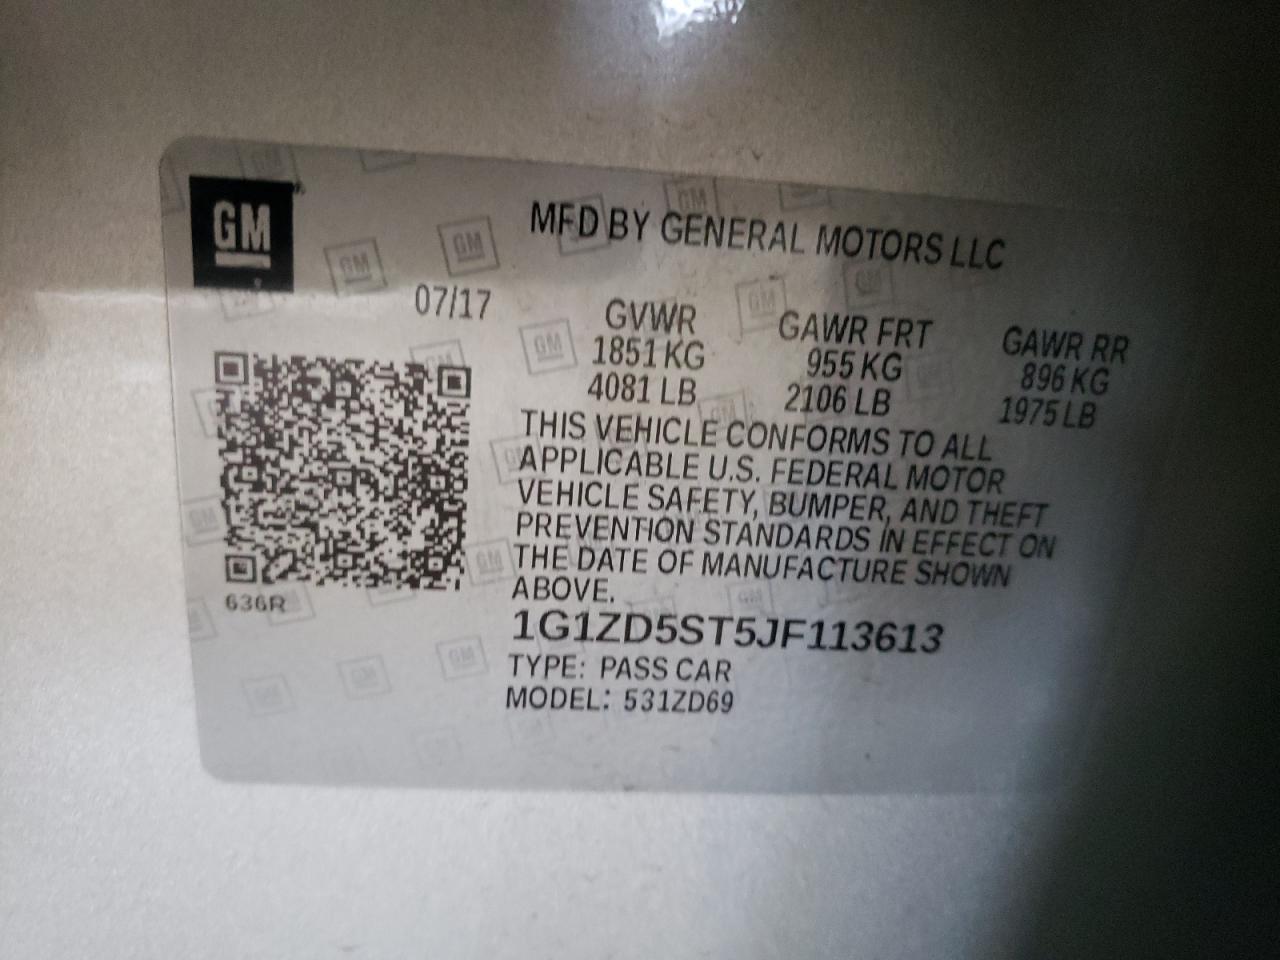 GM
MFD BY GENERAL MOTORS LLC
07/17
GVWR GAWR FRT GAWR RR
1851 KG 955 KG 896 KG
4081 LB 2106 LB 1975 LB
THIS VEHICLE CONFORMS TO ALL
APPLICABLE U.S. FEDERAL MOTOR
VEHICLE SAFETY, BUMPER, AND THEFT
PREVENTION STANDARDS IN EFFECT ON
THE DATE OF MANUFACTURE SHOWN
ABOVE.
636R
1G1ZD5ST5JF113613
TYPE: PASS CAR
MODEL: 531ZD69